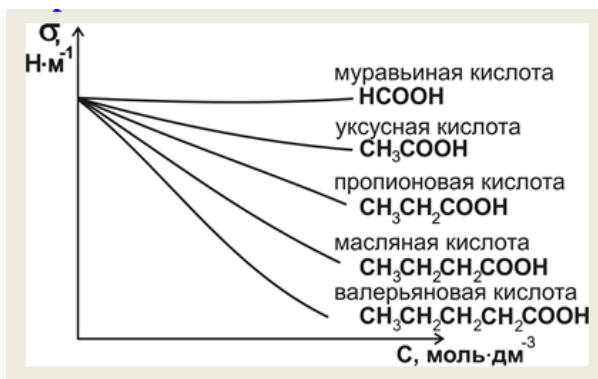 σ,
Н·м⁻¹
муравьиная кислота
HCOOH
уксусная кислота
CH₃COOH
пропионовая кислота
CH₃CH₂COOH
масляная кислота
CH₃CH₂CH₂COOH
валерьяновая кислота
CH₃CH₂CH₂CH₂COOH
С, моль·дм⁻³